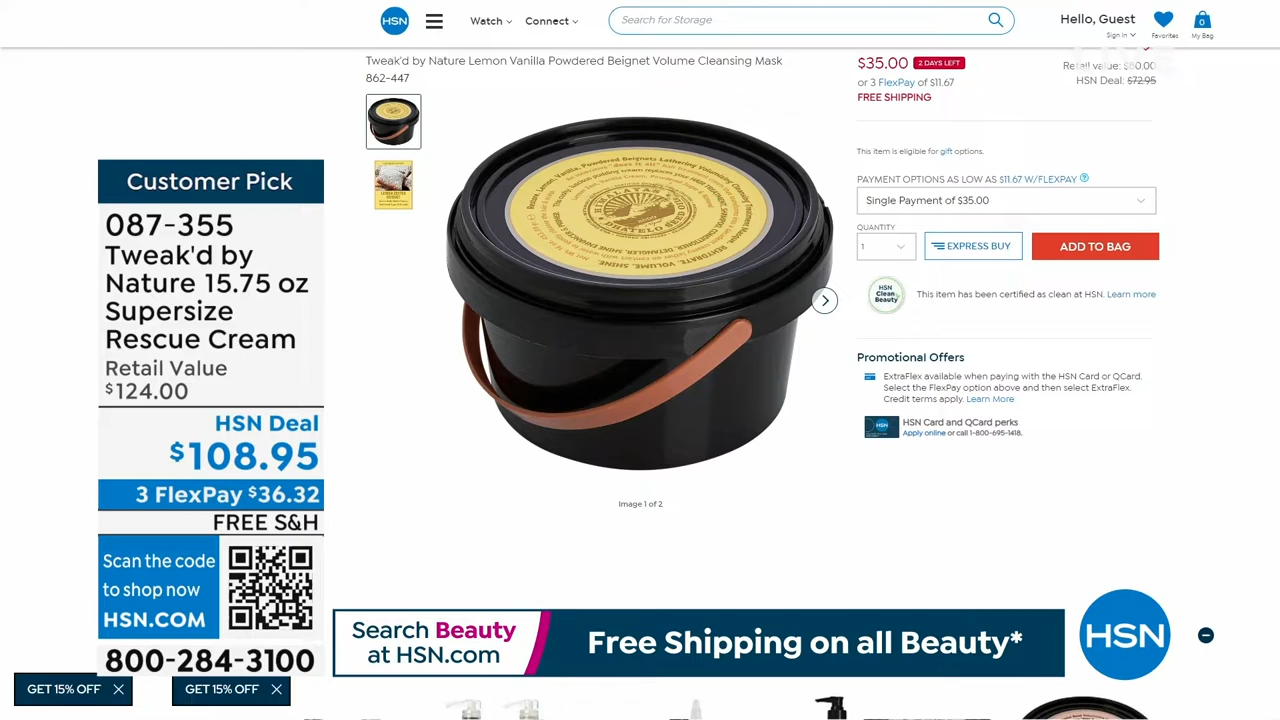 HSN
Watch
Connect
Search for Storage
Hello, Guest
Sign In
Favorites
0
My Bag
Tweak'd by Nature Lemon Vanilla Powdered Beignet Volume Cleansing Mask
862-447
$35.00
2 DAYS LEFT
or 3 FlexPay of $11.67
FREE SHIPPING
Retail value: $80.00
HSN Deal: $72.95
This item is eligible for gift options.
PAYMENT OPTIONS AS LOW AS $11.67 W/FLEXPAY
Single Payment of $35.00
QUANTITY
1
EXPRESS BUY
ADD TO BAG
HSN
Clean
Beauty
This item has been certified as clean at HSN. Learn more
Promotional Offers
ExtraFlex available when paying with the HSN Card or QCard.
Select the FlexPay option above and then select ExtraFlex.
Credit terms apply. Learn More
HSN Card and QCard perks
Apply online or call 1-800-695-1418.
Image 1 of 2
Customer Pick
087-355
Tweak'd by
Nature 15.75 oz
Supersize
Rescue Cream
Retail Value
$124.00
HSN Deal
$108.95
3 FlexPay $36.32
FREE S&H
Scan the code
to shop now
HSN.COM
800-284-3100
GET 15% OFF
GET 15% OFF
Search Beauty
at HSN.com
Free Shipping on all Beauty*
HSN